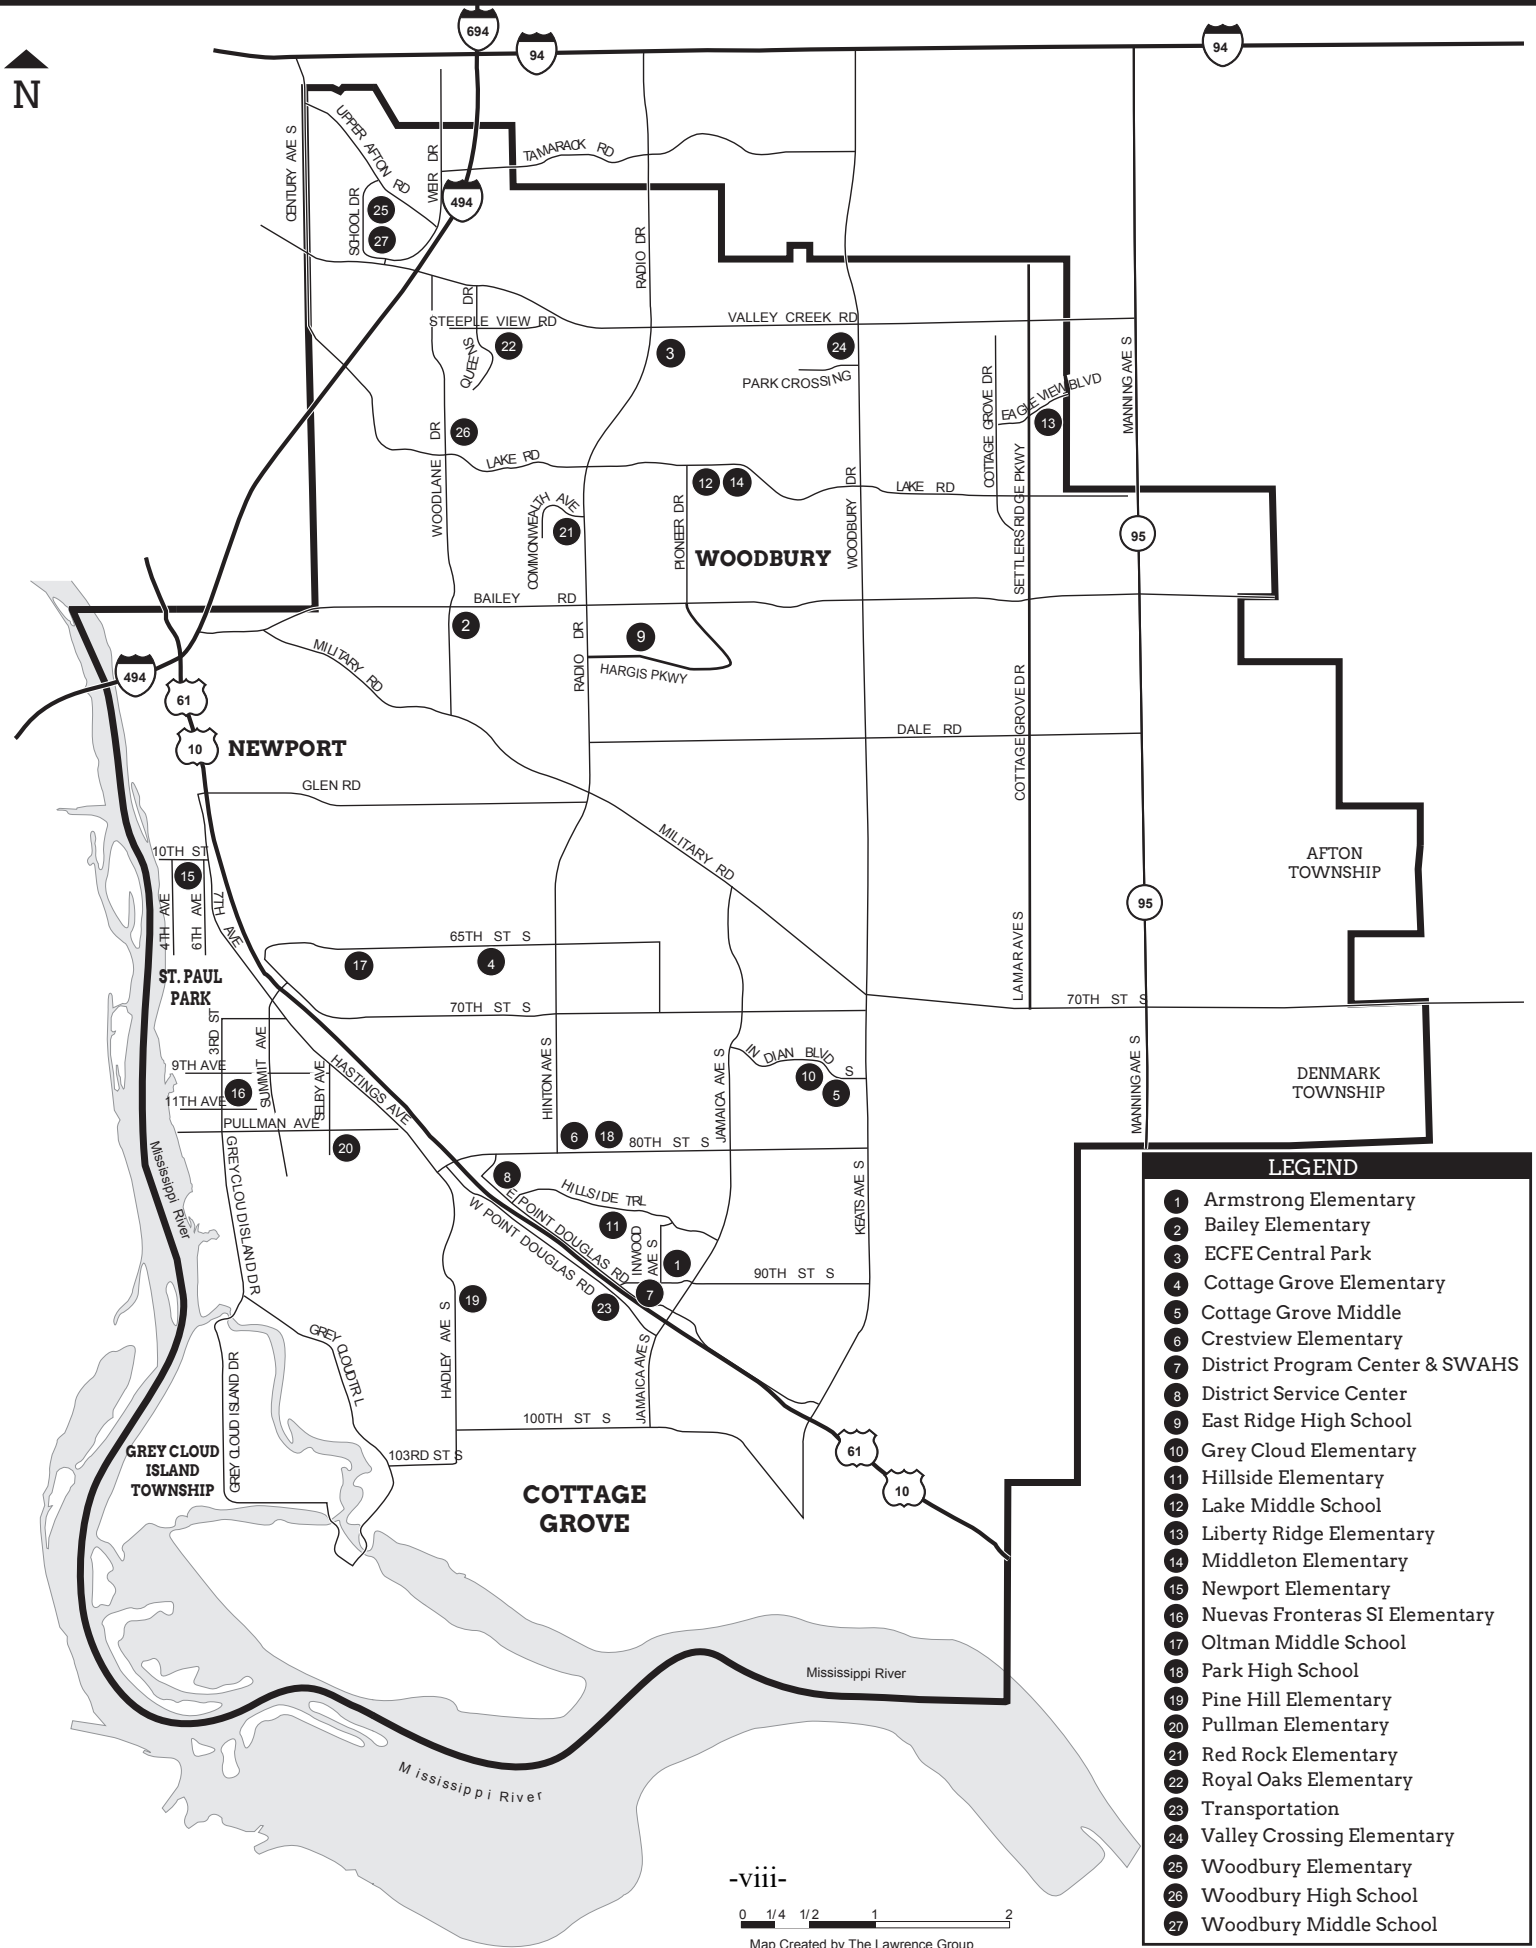 694
94
94
N
UPPER AFTON RD
CENTURY AVE S
WEIR DR
TAMARACK RD
SCHOOL DR
25
27
494
RADIO DR
STEEPLE VIEW RD
QUEENS DR
22
3
VALLEY CREEK RD
24
PARK CROSSING
COTTAGE GROVE DR
EAGLE VIEW BLVD
13
MANNING AVE S
WOODLANE DR
26
LAKE RD
12
14
LAKE RD
COMMONWEALTH AVE
21
PIONEER DR
WOODBURY
WOODBURY DR
SETTLERS RIDGE PKWY
95
BAILEY RD
2
9
HARGIS PKWY
RADIO DR
MILITARY RD
494
61
10
NEWPORT
DALE RD
COTTAGE GROVE DR
GLEN RD
MILITARY RD
AFTON
TOWNSHIP
10TH ST
15
4TH AVE
6TH AVE
7TH AVE
95
65TH ST S
17
4
LAMAR AVE S
ST. PAUL
PARK
70TH ST S
70TH ST S
3RD ST
SUMMIT AVE
9TH AVE
11TH AVE
16
SELBY AVE
HASTINGS AVE
HINTON AVE S
JAMAICA AVE S
INDIAN BLVD S
10
5
MANNING AVE S
DENMARK
TOWNSHIP
PULLMAN AVE
20
6
18
80TH ST S
Mississippi River
GREY CLOUD ISLAND DR
8
HILLSIDE TRL
E POINT DOUGLAS RD
W POINT DOUGLAS RD
11
INWOOD
AVE S
1
KEATS AVE S
90TH ST S
7
23
19
HADLEY AVE S
JAMAICA AVE S
GREY CLOUD TRL
GREY CLOUD ISLAND DR
100TH ST S
103RD ST S
61
10
GREY CLOUD
ISLAND
TOWNSHIP
COTTAGE
GROVE
Mississippi River
Mississippi River
LEGEND
1 Armstrong Elementary
2 Bailey Elementary
3 ECFE Central Park
4 Cottage Grove Elementary
5 Cottage Grove Middle
6 Crestview Elementary
7 District Program Center & SWAHS
8 District Service Center
9 East Ridge High School
10 Grey Cloud Elementary
11 Hillside Elementary
12 Lake Middle School
13 Liberty Ridge Elementary
14 Middleton Elementary
15 Newport Elementary
16 Nuevas Fronteras SI Elementary
17 Oltman Middle School
18 Park High School
19 Pine Hill Elementary
20 Pullman Elementary
21 Red Rock Elementary
22 Royal Oaks Elementary
23 Transportation
24 Valley Crossing Elementary
25 Woodbury Elementary
26 Woodbury High School
27 Woodbury Middle School
-viii-
0 1/4 1/2 1 2
Map Created by The Lawrence Group